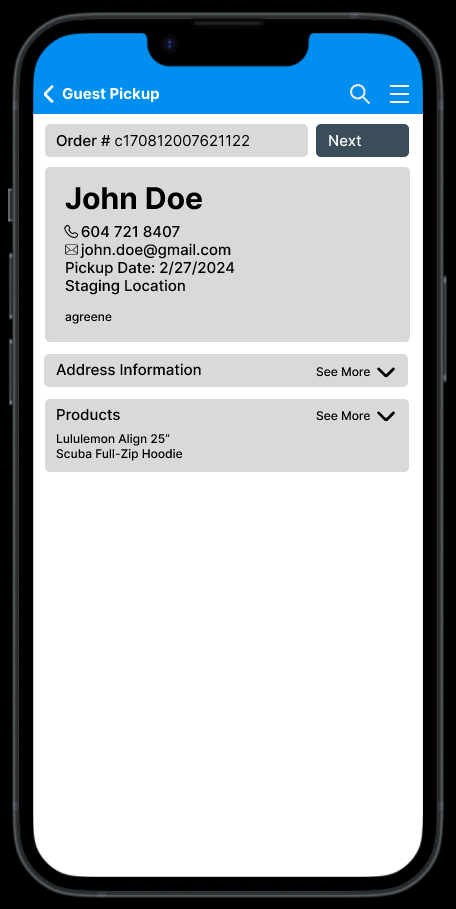 Guest Pickup
Order # c170812007621122
Next
John Doe
604 721 8407
john.doe@gmail.com
Pickup Date: 2/27/2024
Staging Location
agreene
Address Information
See More
Products
See More
Lululemon Align 25”
Scuba Full-Zip Hoodie